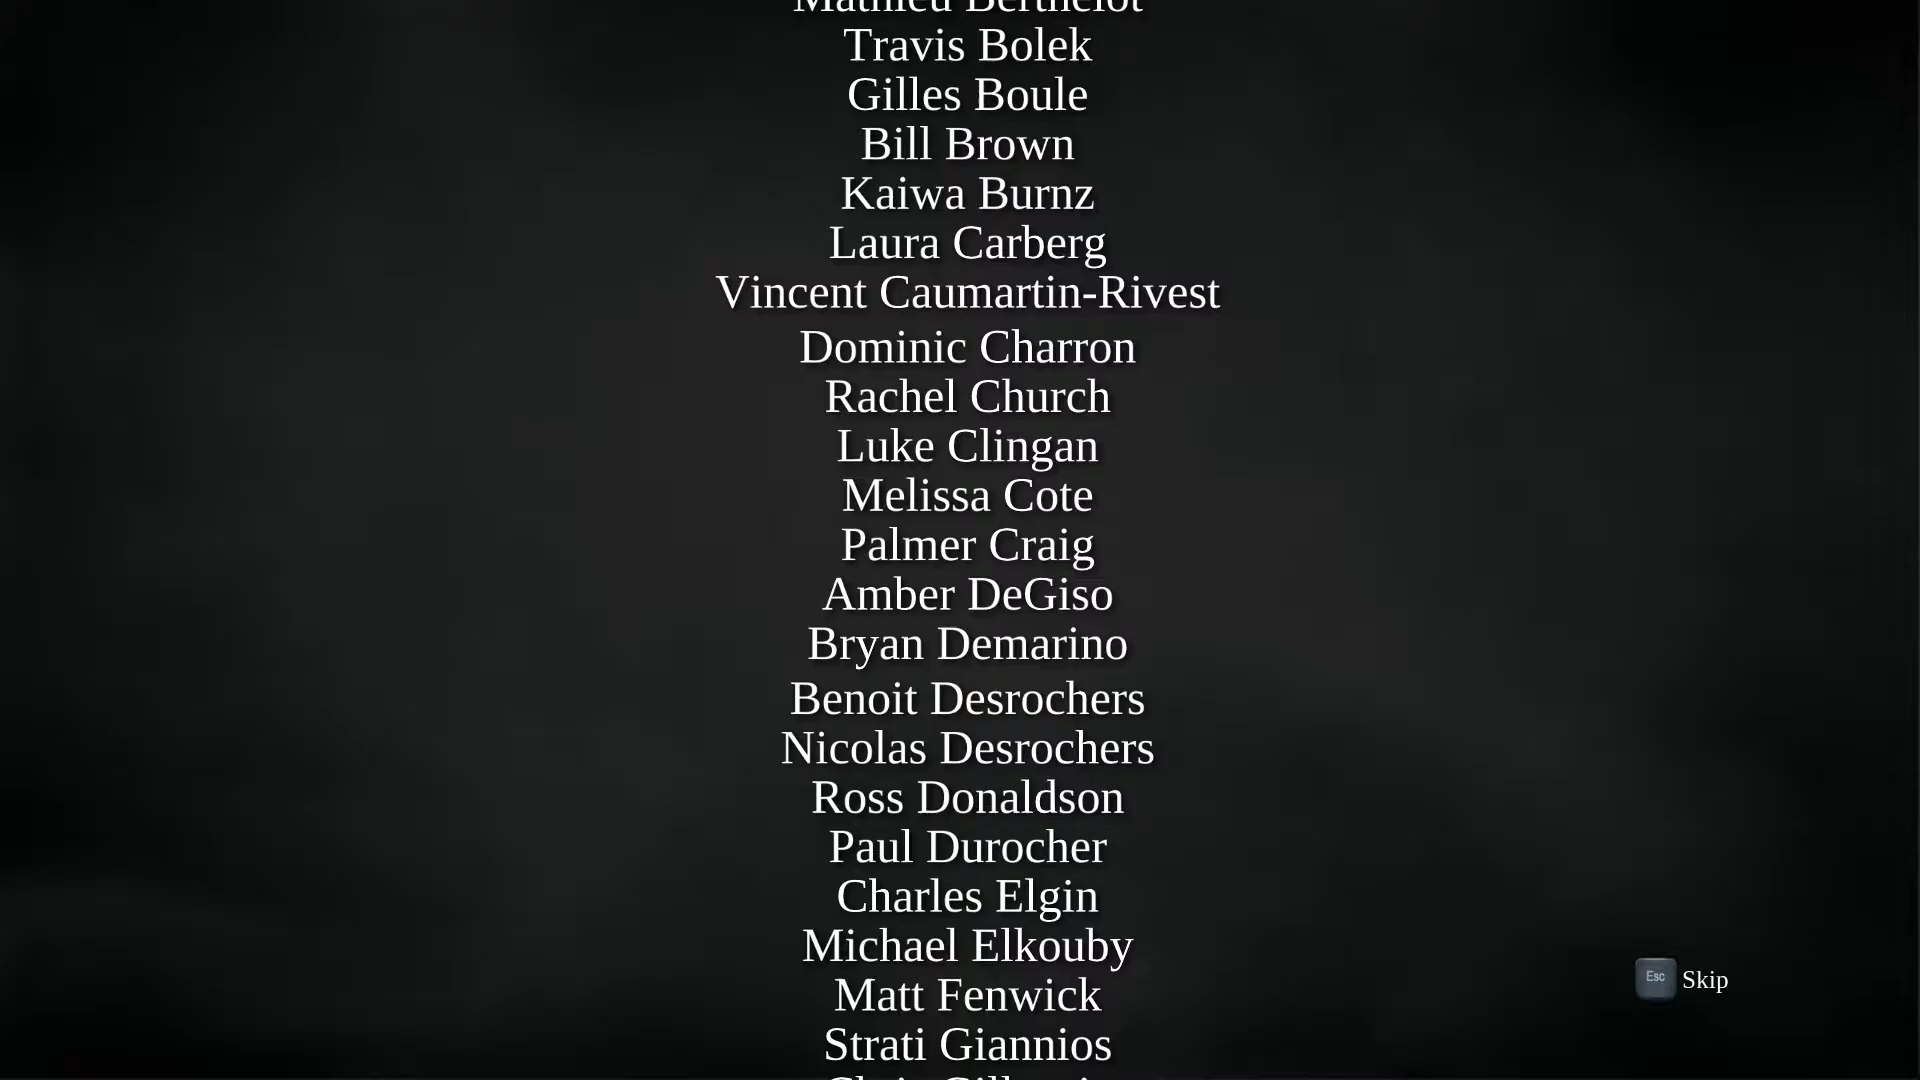 Mathieu Berthelot
Travis Bolek
Gilles Boule
Bill Brown
Kaiwa Burnz
Laura Carberg
Vincent Caumartin-Rivest
Dominic Charron
Rachel Church
Luke Clingan
Melissa Cote
Palmer Craig
Amber DeGiso
Bryan Demarino
Benoit Desrochers
Nicolas Desrochers
Ross Donaldson
Paul Durocher
Charles Elgin
Michael Elkouby
Matt Fenwick
Strati Giannios
Esc Skip